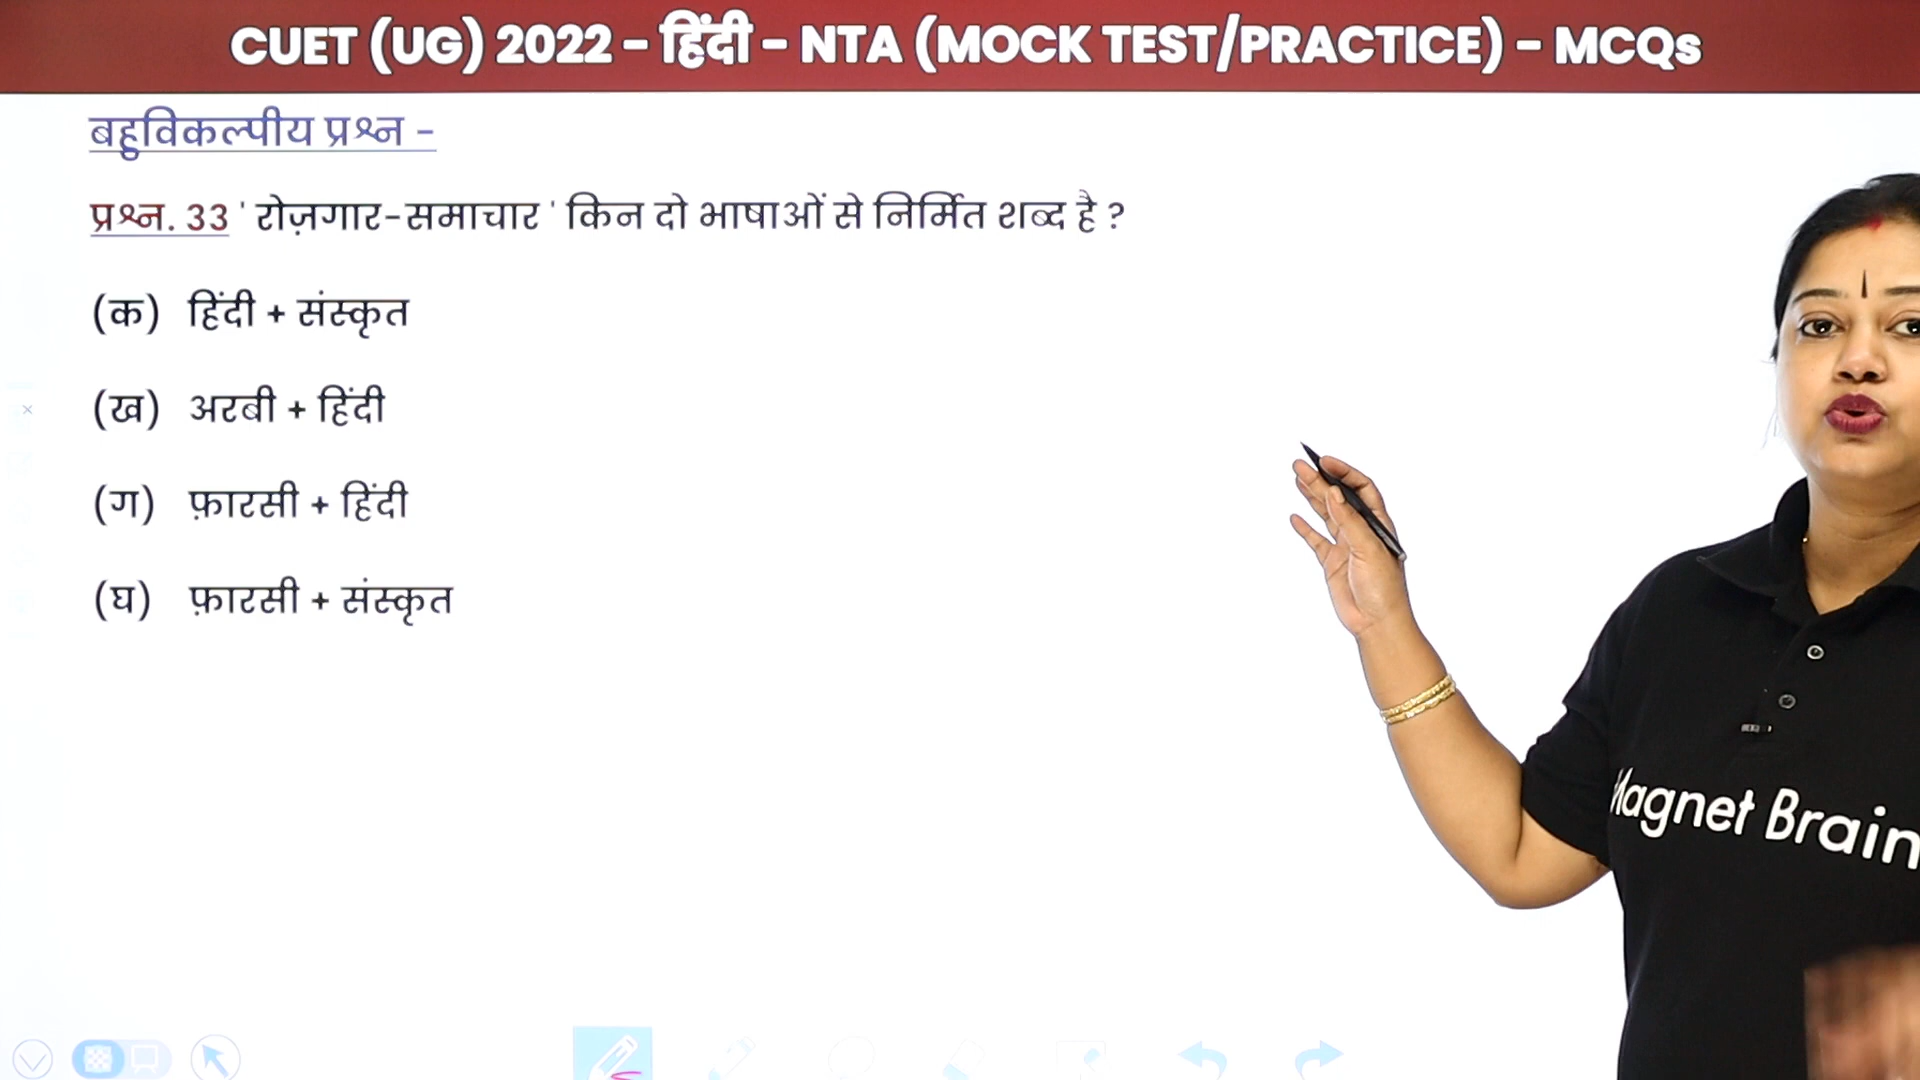 CUET (UG) 2022 – हिंदी – NTA (MOCK TEST/PRACTICE) – MCQs
बहुविकल्पीय प्रश्न –
प्रश्न. 33 ' रोज़गार-समाचार ' किन दो भाषाओं से निर्मित शब्द है ?
(क) हिंदी + संस्कृत
(ख) अरबी + हिंदी
(ग) फ़ारसी + हिंदी
(घ) फ़ारसी + संस्कृत
Magnet Brain